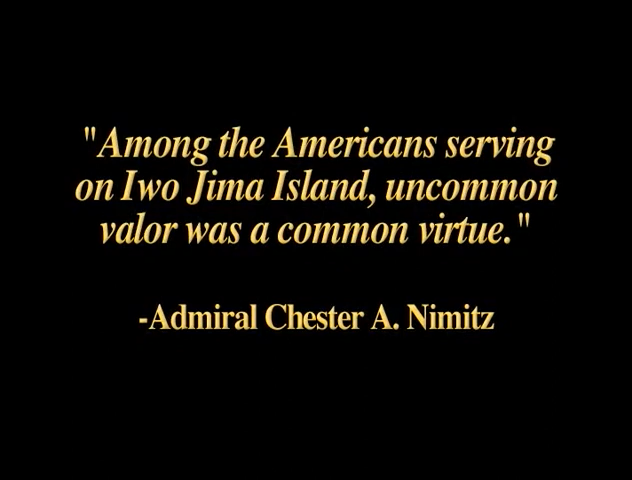 "Among the Americans serving
on Iwo Jima Island, uncommon
valor was a common virtue."
-Admiral Chester A. Nimitz